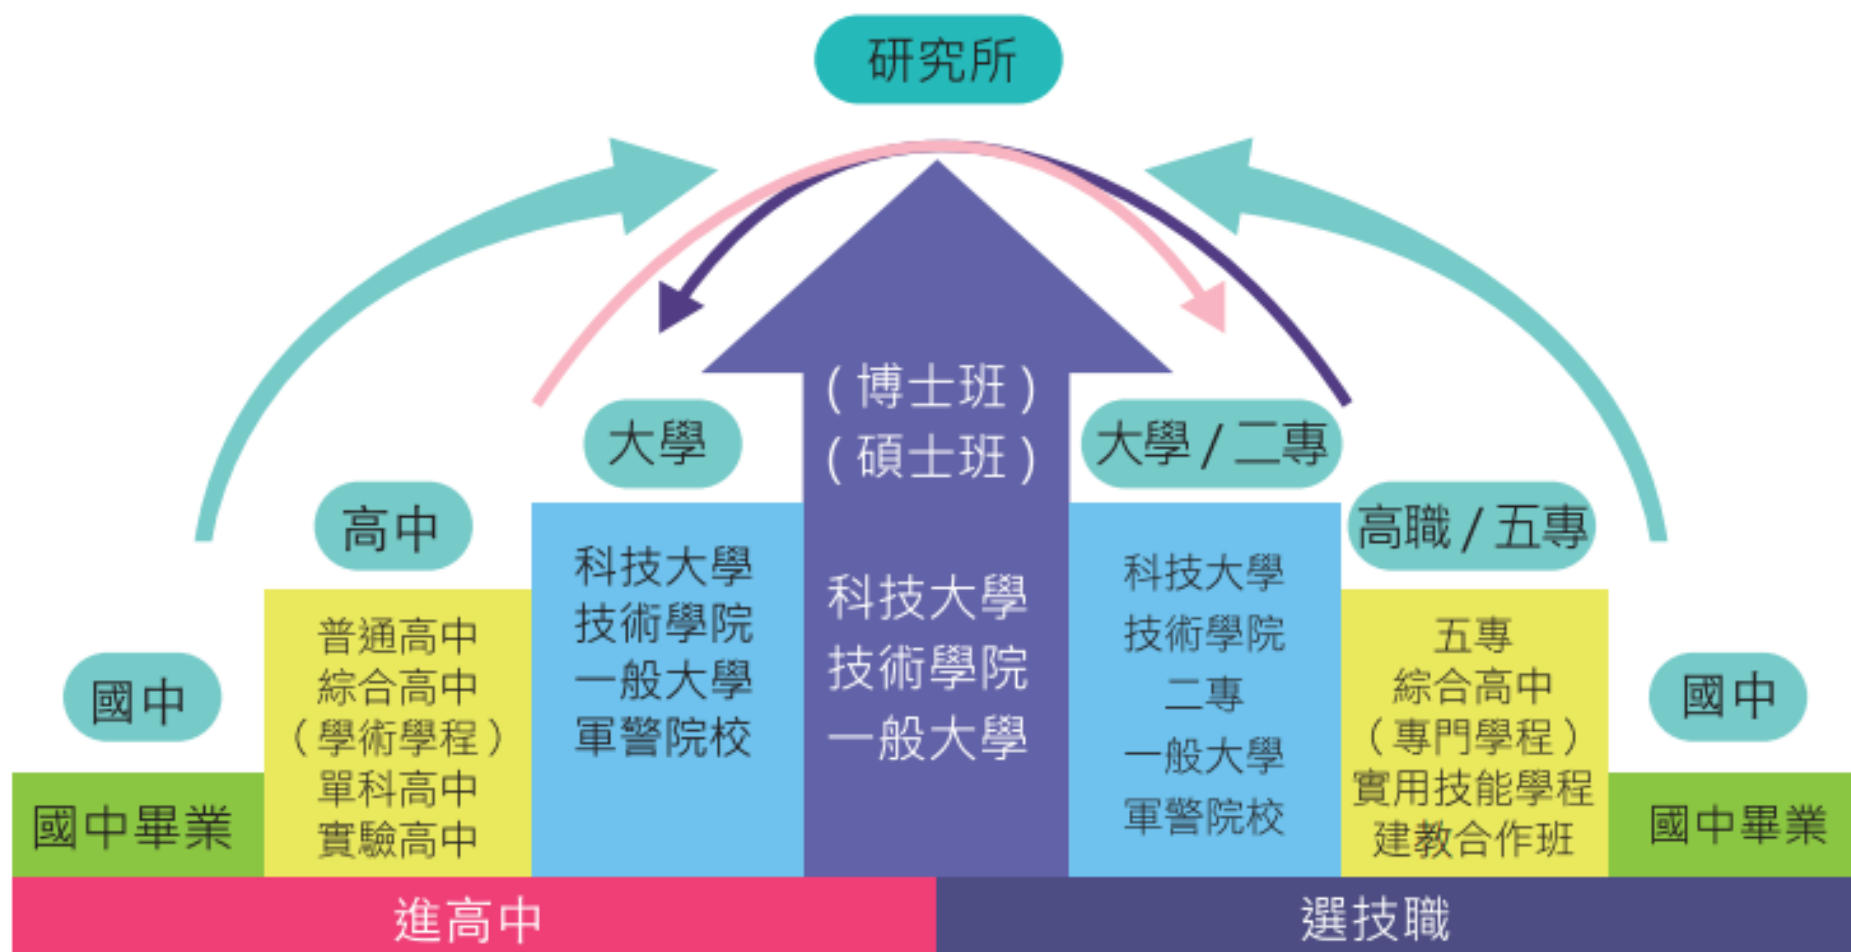 研究所
大學
(博士班)
(碩士班)
科技大學
技術學院
一般大學
大學/二專
高中
高職/五專
國中
國中
科技大學
技術學院
一般大學
軍警院校
科技大學
技術學院
二專
一般大學
軍警院校
普通高中
綜合高中
(學術學程)
單科高中
實驗高中
五專
綜合高中
(專門學程)
實用技能學程
建教合作班
國中畢業
國中畢業
進高中
選技職